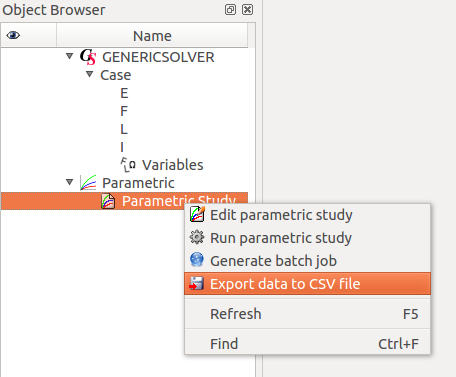 Object Browser
Name
GENERICSOLVER
Case
E
F
L
I
Variables
Parametric
Parametric Study
Edit parametric study
Run parametric study
Generate batch job
Export data to CSV file
Refresh F5
Find Ctrl+F